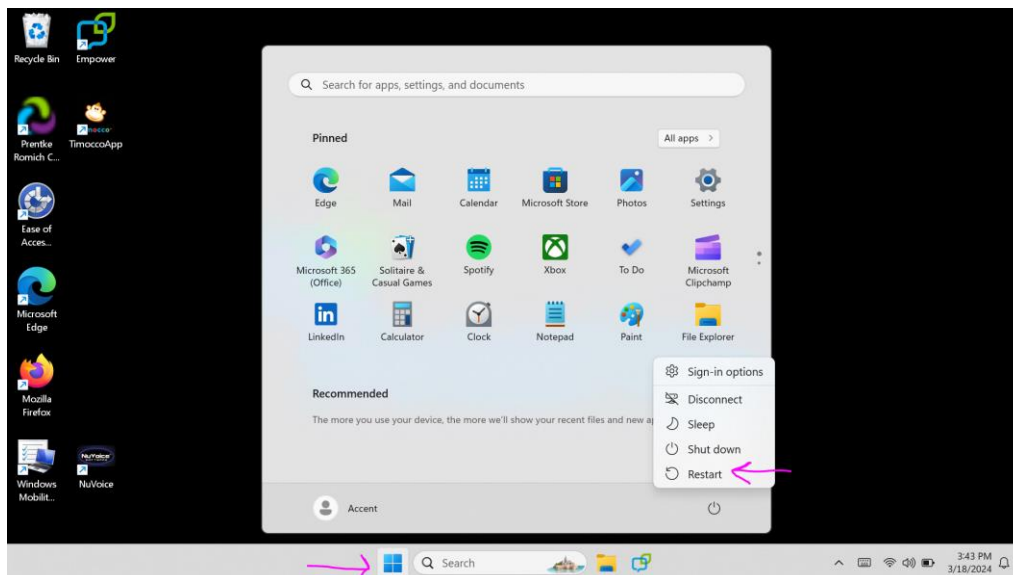 Recycle Bin
Empower
Prentke
Romich C...
TimoccoApp
Ease of
Acces...
Microsoft
Edge
Mozilla
Firefox
Windows
Mobilit...
NuVoice
NuVoice
Search for apps, settings, and documents
Pinned
All apps
Edge
Mail
Calendar
Microsoft Store
Photos
Settings
Microsoft 365
(Office)
Solitaire &
Casual Games
Spotify
Xbox
To Do
Microsoft
Clipchamp
in
LinkedIn
Calculator
Clock
Notepad
Paint
File Explorer
Sign-in options
Disconnect
Sleep
Shut down
Restart
Recommended
The more you use your device, the more we'll show your recent files and new
Accent
Search
3:43 PM
3/18/2024